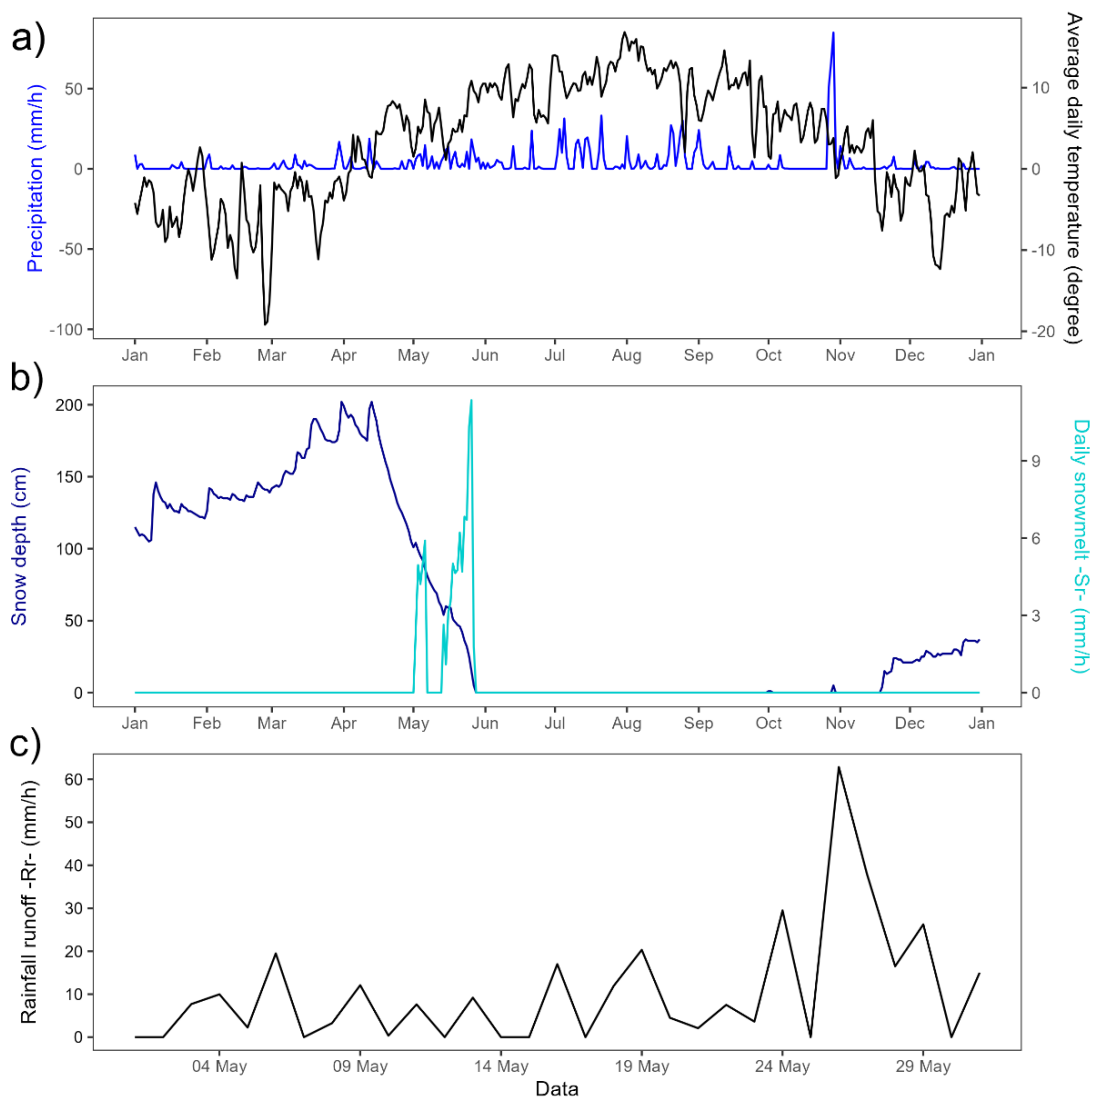 a)
Precipitation (mm/h)
50
0
-50
-100
10
0
-10
-20
Average daily temperature (degree)
Jan Feb Mar Apr May Jun Jul Aug Sep Oct Nov Dec Jan
b)
Snow depth (cm)
200
150
100
50
0
9
6
3
0
Daily snowmelt -Sr- (mm/h)
Jan Feb Mar Apr May Jun Jul Aug Sep Oct Nov Dec Jan
c)
Rainfall runoff -Rr- (mm/h)
60
50
40
30
20
10
0
04 May 09 May 14 May 19 May 24 May 29 May
Data